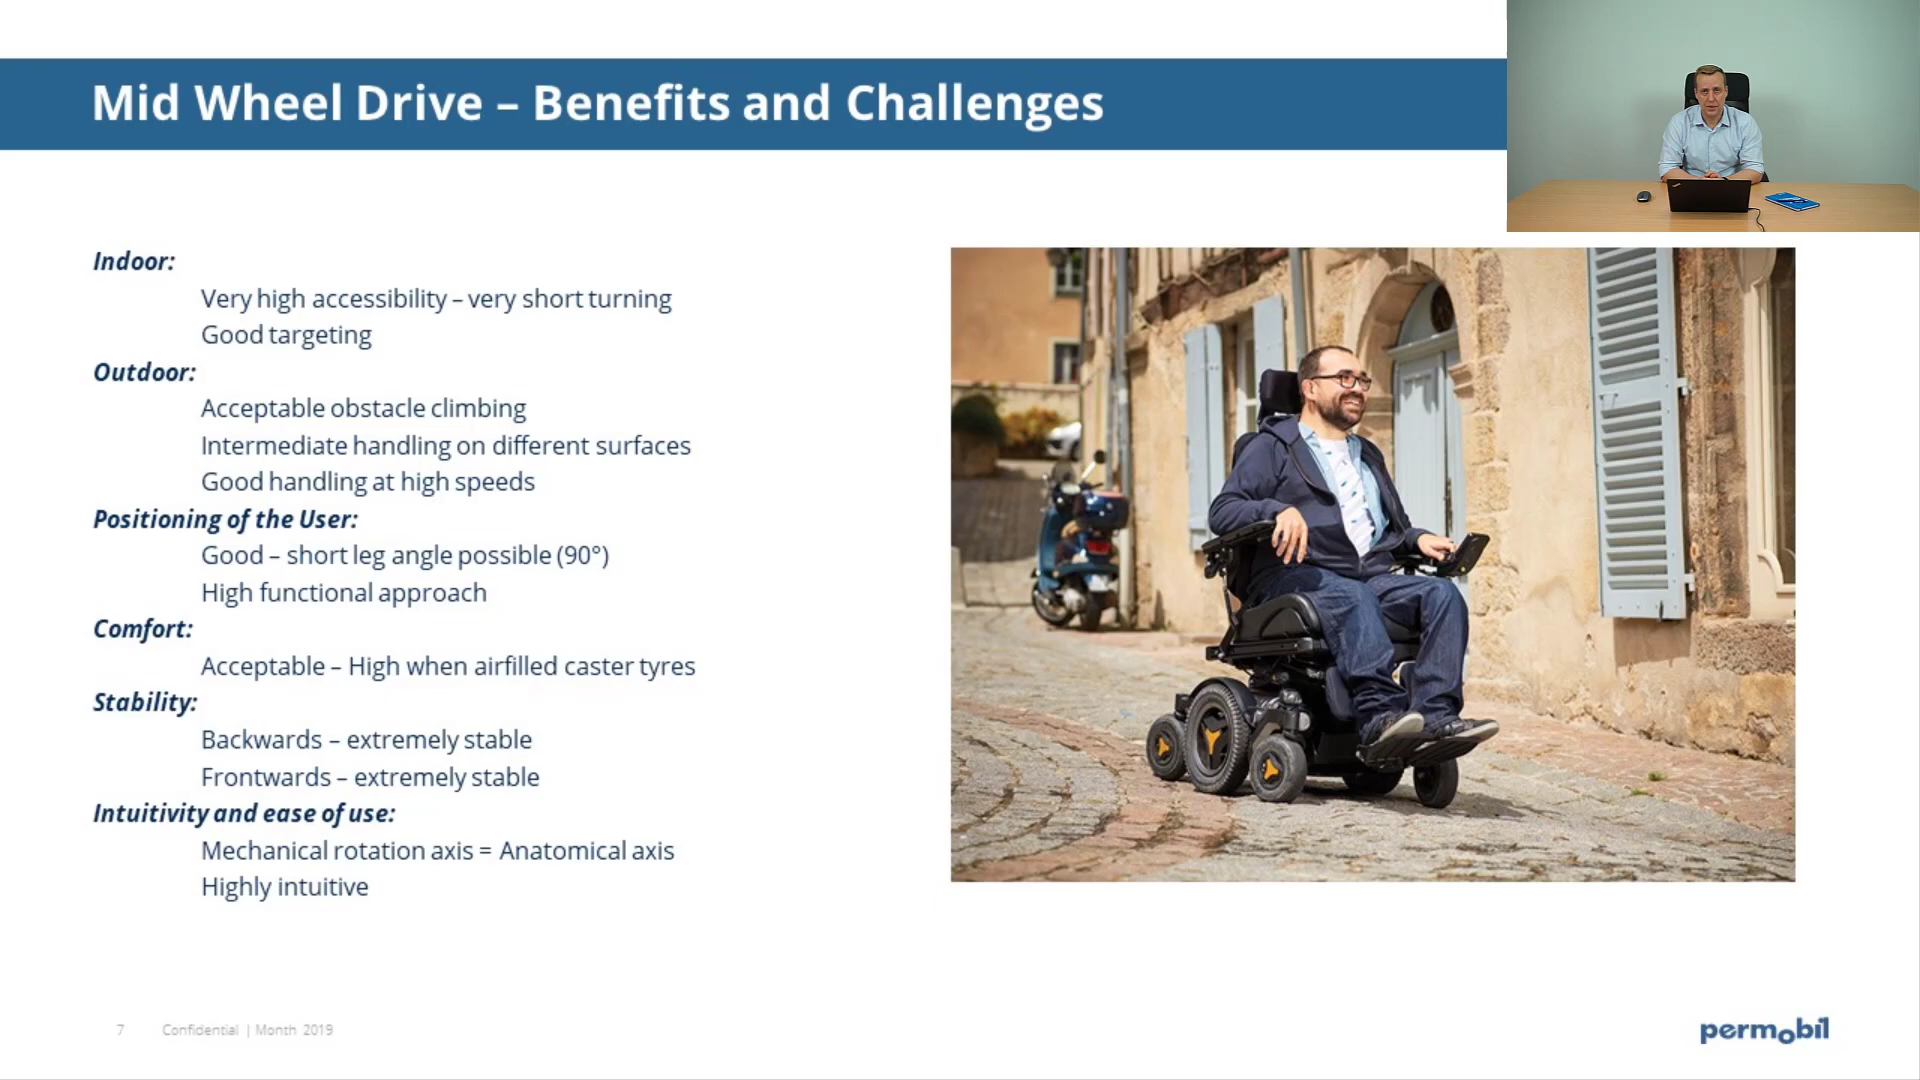 Mid Wheel Drive – Benefits and Challenges
Indoor:
Very high accessibility – very short turning
Good targeting
Outdoor:
Acceptable obstacle climbing
Intermediate handling on different surfaces
Good handling at high speeds
Positioning of the User:
Good – short leg angle possible (90°)
High functional approach
Comfort:
Acceptable – High when airfilled caster tyres
Stability:
Backwards – extremely stable
Frontwards – extremely stable
Intuitivity and ease of use:
Mechanical rotation axis = Anatomical axis
Highly intuitive
7 Confidential | Month 2019
permobil